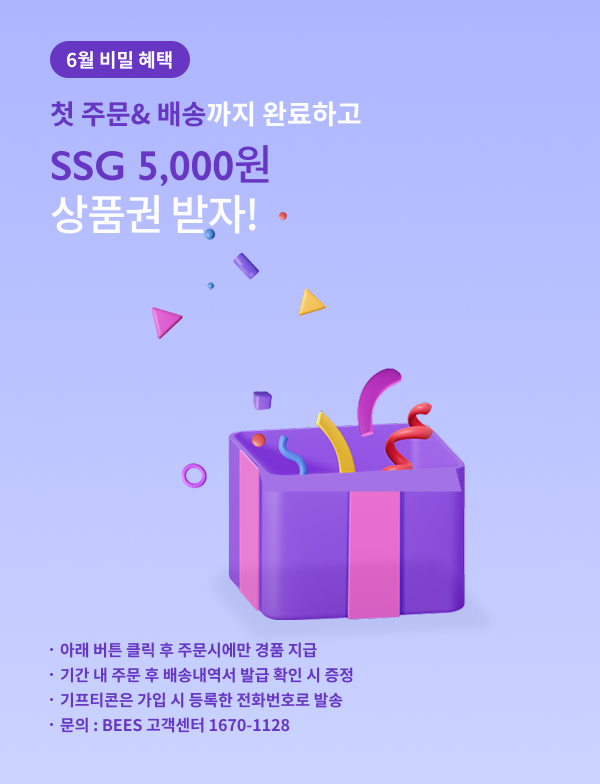 6월 비밀 혜택
첫 주문& 배송까지 완료하고
SSG 5,000원
상품권 받자!
· 아래 버튼 클릭 후 주문시에만 경품 지급
· 기간 내 주문 후 배송내역서 발급 확인 시 증정
· 기프티콘은 가입 시 등록한 전화번호로 발송
· 문의 : BEES 고객센터 1670-1128